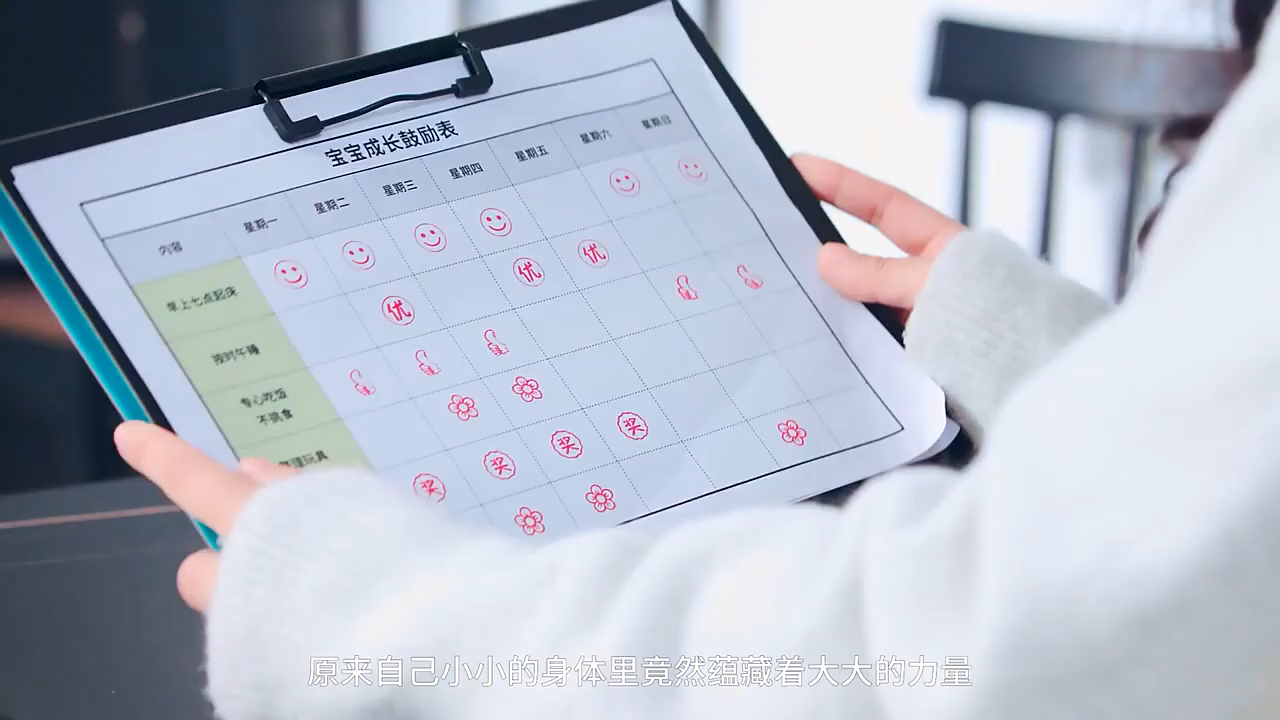 宝宝成长鼓励表
内容 星期一 星期二 星期三 星期四 星期五 星期六 星期日
早上七点起床
按时午睡
优 优 优
专心吃饭
不挑食
理玩具
奖 奖 奖 奖
原来自己小小的身体里竟然蕴藏着大大的力量